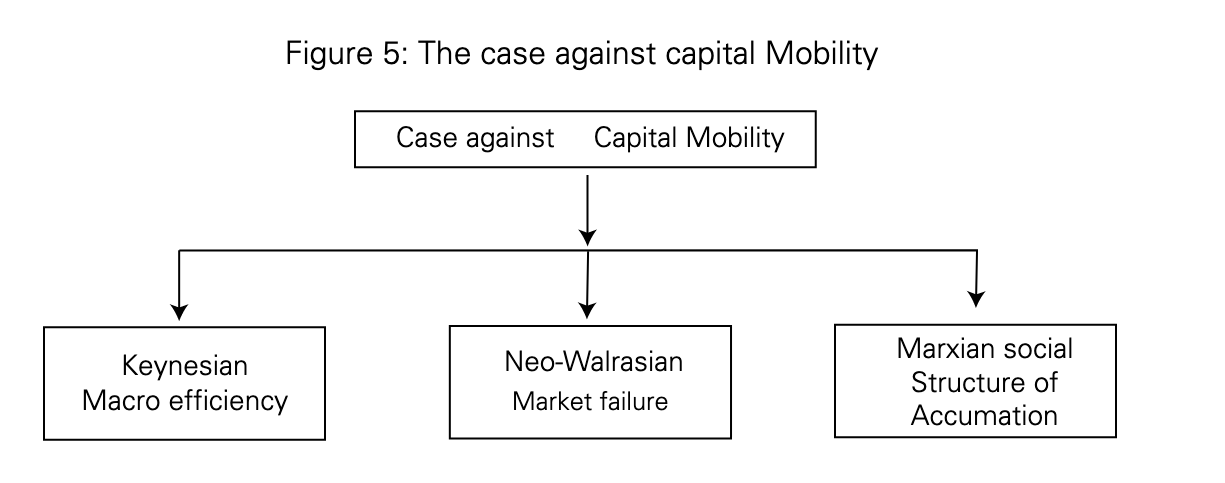 Figure 5: The case against capital Mobility
Case against Capital Mobility
Keynesian
Macro efficiency
Neo-Walrasian
Market failure
Marxian social
Structure of
Accumation